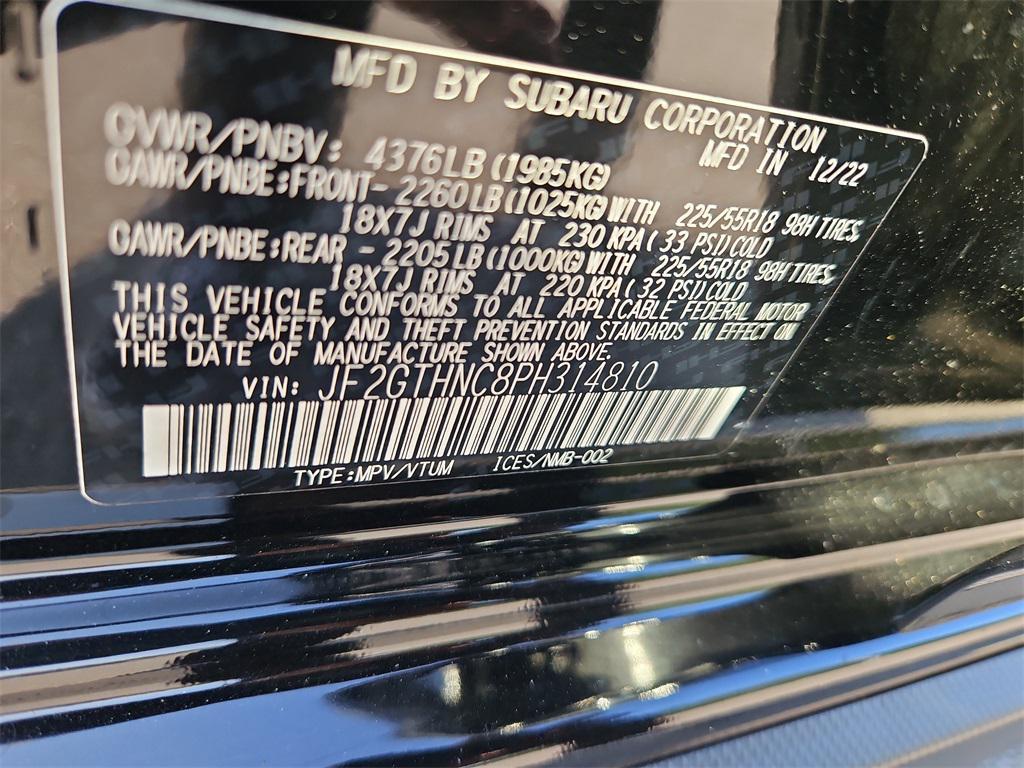 MFD BY SUBARU CORPORATION
MFD IN 12/22
GVWR/PNBV: 4376LB (1985KG)
GAWR/PNBE:FRONT- 2260LB (1025KG) WITH 225/55R18 98H TIRES,
18X7J RIMS AT 230 KPA ( 33 PSI) COLD
GAWR/PNBE:REAR - 2205LB (1000KG) WITH 225/55R18 98H TIRES,
18X7J RIMS AT 220 KPA ( 32 PSI) COLD
THIS VEHICLE CONFORMS TO ALL APPLICABLE FEDERAL MOTOR
VEHICLE SAFETY AND THEFT PREVENTION STANDARDS IN EFFECT ON
THE DATE OF MANUFACTURE SHOWN ABOVE.
VIN: JF2GTHNC8PH314810
TYPE:MPV/VTUM ICES/NMB-002